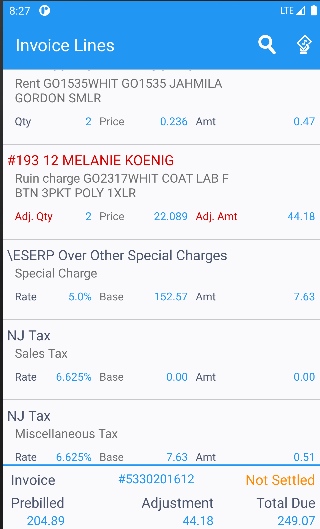 8:27 LTE
Invoice Lines
Rent GO1535WHIT GO1535 JAHMILA
GORDON SMLR
Qty 2 Price 0.236 Amt 0.47
#193 12 MELANIE KOENIG
Ruin charge GO2317WHIT COAT LAB F
BTN 3PKT POLY 1XLR
Adj. Qty 2 Price 22.089 Adj. Amt 44.18
\ESERP Over Other Special Charges
Special Charge
Rate 5.0% Base 152.57 Amt 7.63
NJ Tax
Sales Tax
Rate 6.625% Base 0.00 Amt 0.00
NJ Tax
Miscellaneous Tax
Rate 6.625% Base 7.63 Amt 0.51
Invoice #5330201612 Not Settled
Prebilled Adjustment Total Due
204.89 44.18 249.07